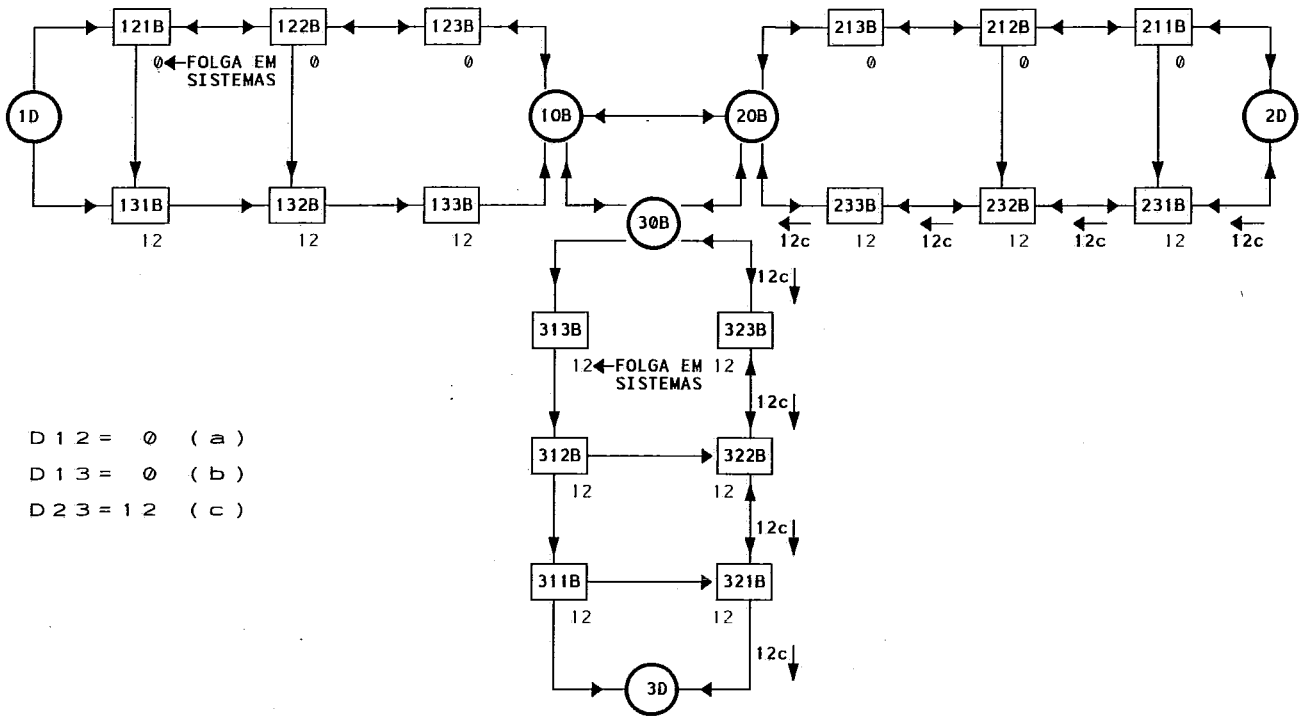 121B 122B 123B 213B 212B 211B
0 ←FOLGA EM 0 0 0 0 0
SISTEMAS
1D 10B 20B 2D
131B 132B 133B 30B 233B 232B 231B
12 12 12 12c 12 12c 12 12c 12 12c
12c
313B 323B
12 ←FOLGA EM 12
SISTEMAS
12c
D12= 0 (a)
312B 322B
D13= 0 (b)
12 12
D23=12 (c)
12c
311B 321B
12 12
12c
3D